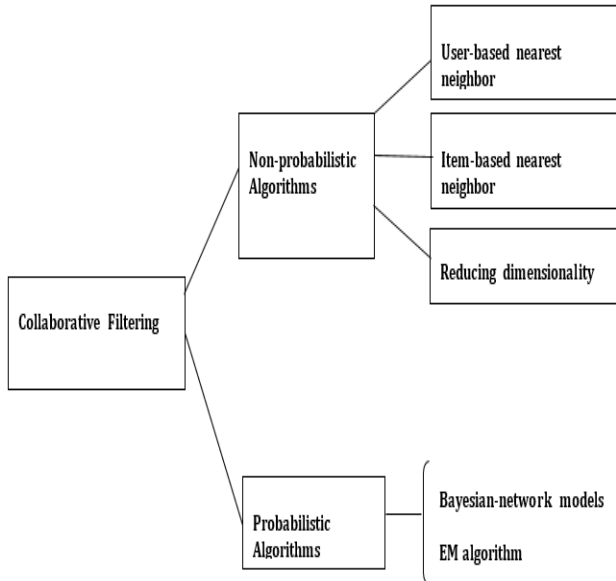 User-based nearest
neighbor
Non-probabilistic
Algorithms
Item-based nearest
neighbor
Reducing dimensionality
Collaborative Filtering
Probabilistic
Algorithms
Bayesian-network models
EM algorithm